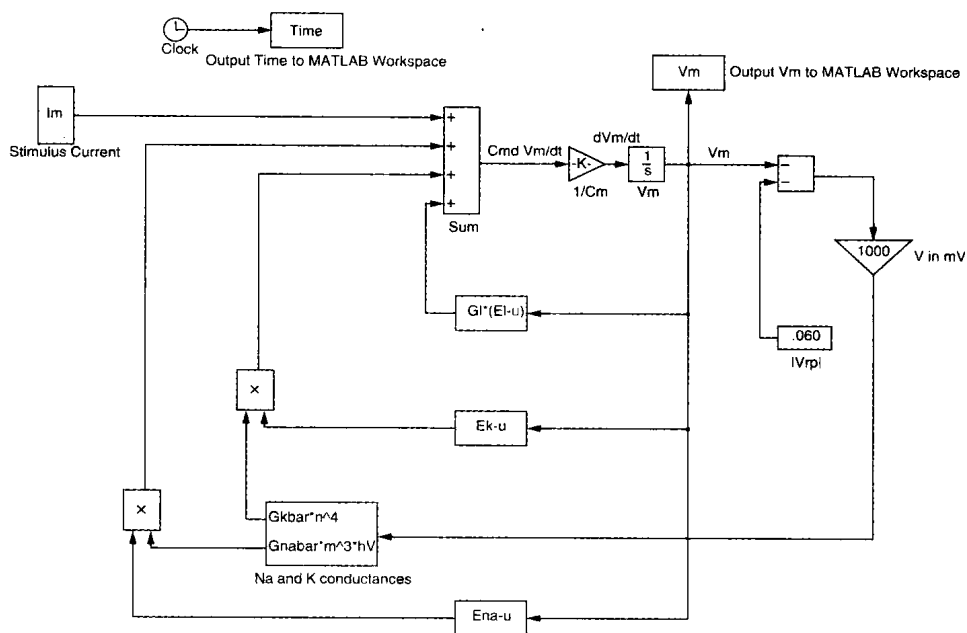 Time
Clock
Output Time to MATLAB Workspace
Vm
Output Vm to MATLAB Workspace
Im
Stimulus Current
+
+
+
+
Sum
Cmd Vm/dt
-K-
1/Cm
dVm/dt
1
s
Vm
Vm
−
−
1000
V in mV
Gl*(El-u)
.060
|Vrp|
×
Ek-u
×
Gkbar*n^4
Gnabar*m^3*hV
Na and K conductances
Ena-u